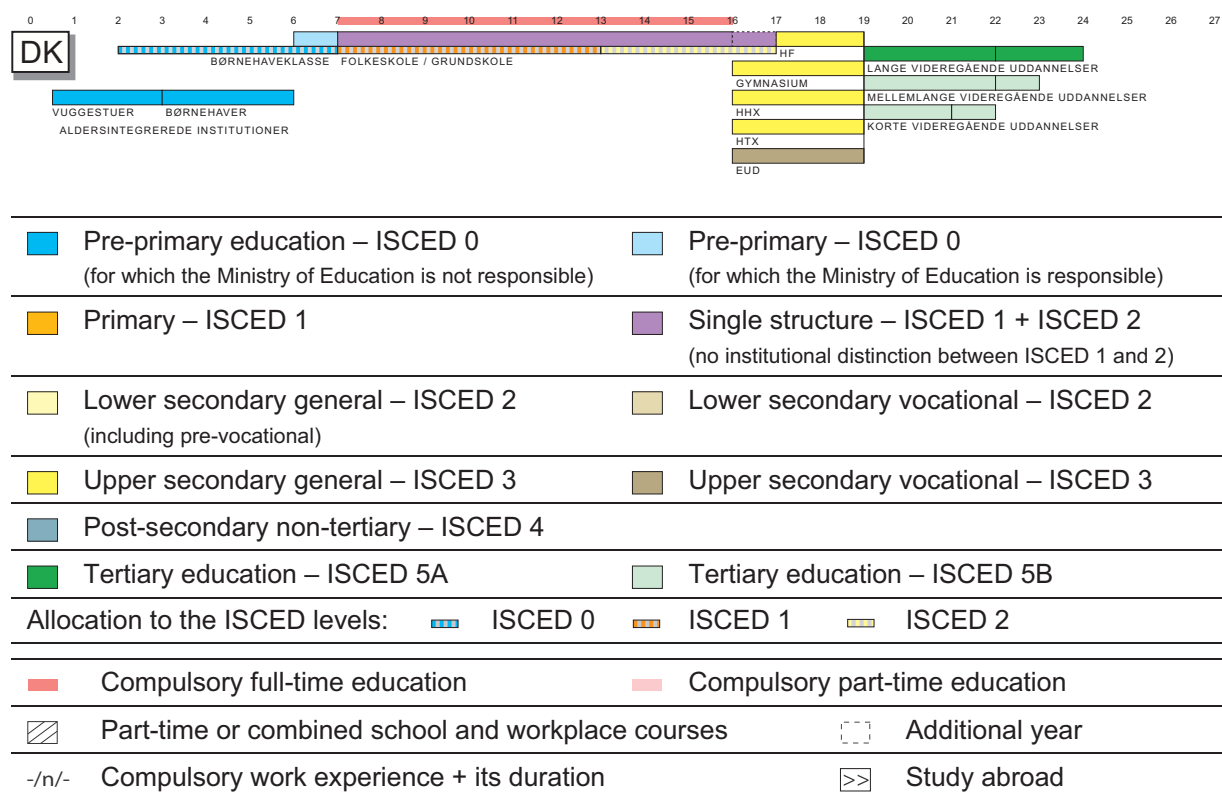 0 1 2 3 4 5 6 7 8 9 10 11 12 13 14 15 16 17 18 19 20 21 22 23 24 25 26 27
DK
HF
BØRNEHAVEKLASSE FOLKESKOLE / GRUNDSKOLE
LANGE VIDEREGÅENDE UDDANNELSER
GYMNASIUM
MELLEMLANGE VIDEREGÅENDE UDDANNELSER
VUGGESTUER BØRNEHAVER
HHX
KORTE VIDEREGÅENDE UDDANNELSER
ALDERSINTEGREREDE INSTITUTIONER
HTX
EUD
Pre-primary education – ISCED 0
(for which the Ministry of Education is not responsible)
Pre-primary – ISCED 0
(for which the Ministry of Education is responsible)
Primary – ISCED 1
Single structure – ISCED 1 + ISCED 2
(no institutional distinction between ISCED 1 and 2)
Lower secondary general – ISCED 2
(including pre-vocational)
Lower secondary vocational – ISCED 2
Upper secondary general – ISCED 3
Upper secondary vocational – ISCED 3
Post-secondary non-tertiary – ISCED 4
Tertiary education – ISCED 5A
Tertiary education – ISCED 5B
Allocation to the ISCED levels: ISCED 0 ISCED 1 ISCED 2
Compulsory full-time education
Compulsory part-time education
Part-time or combined school and workplace courses
Additional year
-/n/- Compulsory work experience + its duration
>> Study abroad